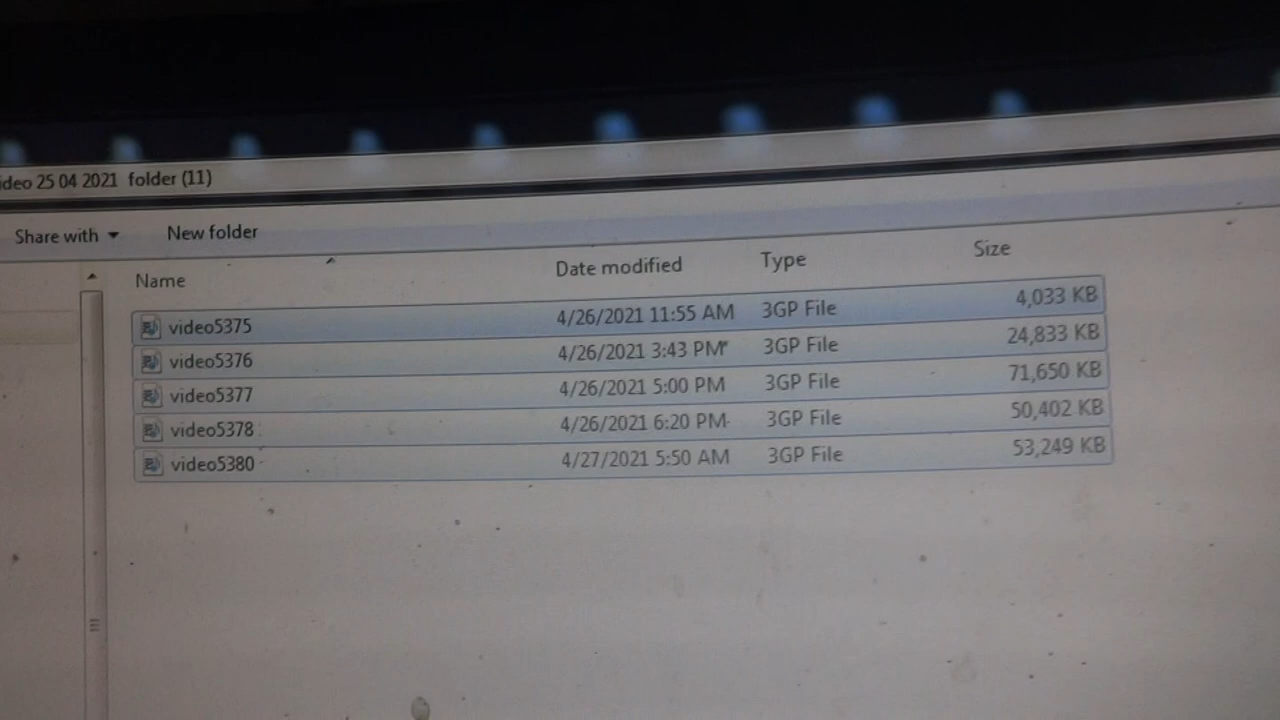 ideo 25 04 2021 folder (11)
Share with New folder
Name Date modified Type Size
video5375 4/26/2021 11:55 AM 3GP File 4,033 KB
video5376 4/26/2021 3:43 PM 3GP File 24,833 KB
video5377 4/26/2021 5:00 PM 3GP File 71,650 KB
video5378 4/26/2021 6:20 PM 3GP File 50,402 KB
video5380 4/27/2021 5:50 AM 3GP File 53,249 KB